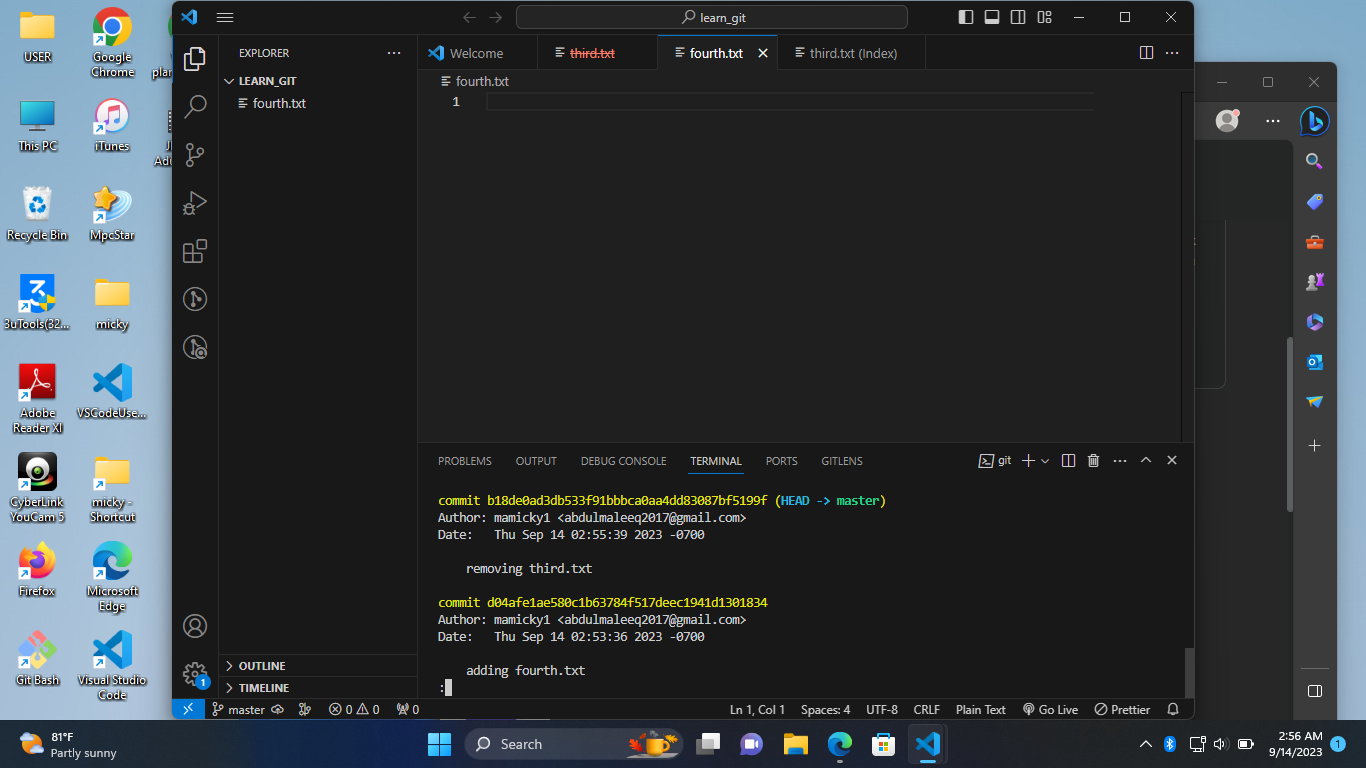 USER
Google Chrome
plan
This PC
iTunes
Recycle Bin
MpcStar
3uTools(32...
micky
Adobe Reader XI
VSCodeUse...
CyberLink YouCam 5
micky - Shortcut
Firefox
Microsoft Edge
Git Bash
Visual Studio Code
learn_git
EXPLORER
LEARN_GIT
fourth.txt
OUTLINE
TIMELINE
Welcome
third.txt
fourth.txt
third.txt (Index)
fourth.txt
1
PROBLEMS
OUTPUT
DEBUG CONSOLE
TERMINAL
PORTS
GITLENS
git
commit b18de0ad3db533f91bbbca0aa4dd83087bf5199f (HEAD -> master)
Author: mamicky1 <abdulmaleeq2017@gmail.com>
Date:   Thu Sep 14 02:55:39 2023 -0700
removing third.txt
commit d04afe1ae580c1b63784f517deec1941d1301834
Author: mamicky1 <abdulmaleeq2017@gmail.com>
Date:   Thu Sep 14 02:53:36 2023 -0700
adding fourth.txt
:
1
master
0
0
0
Ln 1, Col 1
Spaces: 4
UTF-8
CRLF
Plain Text
Go Live
Prettier
81°F
Partly sunny
Search
2:56 AM
9/14/2023
1